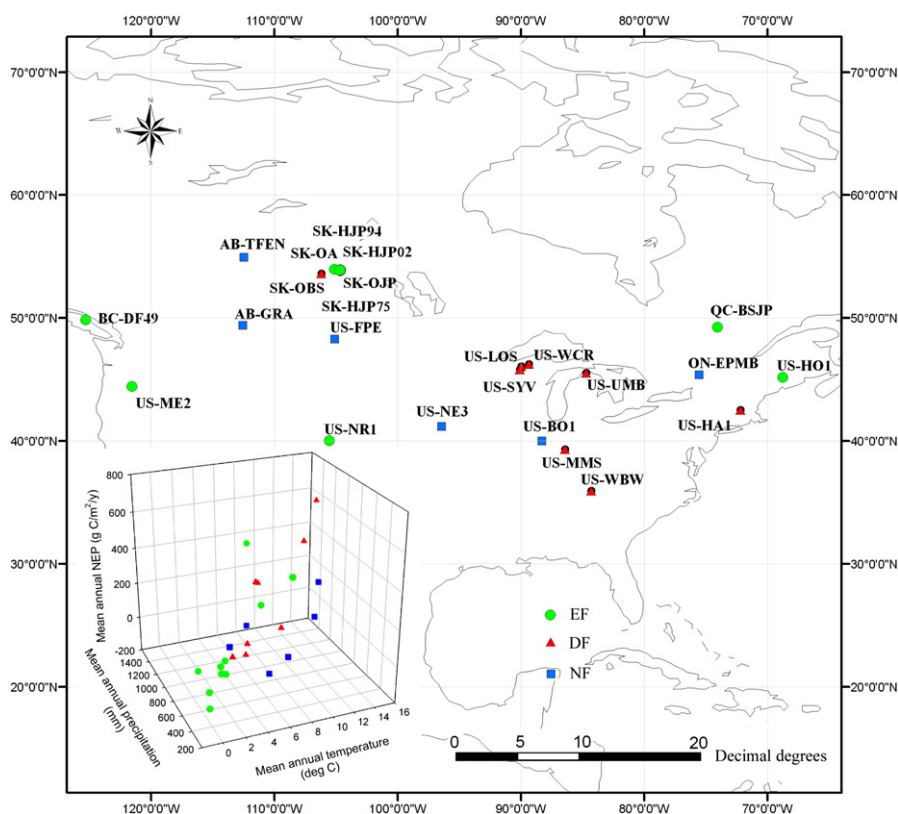 120°0'0"W 110°0'0"W 100°0'0"W 90°0'0"W 80°0'0"W 70°0'0"W
70°0'0"N 70°0'0"N
N
W E
S
60°0'0"N 60°0'0"N
SK-HJP94
AB-TFEN SK-OA SK-HJP02
SK-OBS SK-OJP
AB-GRA SK-HJP75
50°0'0"N BC-DF49 US-FPE QC-BSJP 50°0'0"N
US-LOS US-WCR ON-EPMB US-HO1
US-SYV US-UMB
US-ME2 US-NE3 US-BO1 US-HA1
US-NR1
40°0'0"N 40°0'0"N
US-MMS
US-WBW
800
600
400
200
0
-200
Mean annual NEP (g C/m²/y)
1400
1200
1000
800
600
400
200
Mean annual precipitation
(mm)
0 2 4 6 8 10 12 14 16
Mean annual temperature
(deg C)
30°0'0"N
EF
DF
NF
20°0'0"N 20°0'0"N
0 5 10 20
Decimal degrees
120°0'0"W 110°0'0"W 100°0'0"W 90°0'0"W 80°0'0"W 70°0'0"W